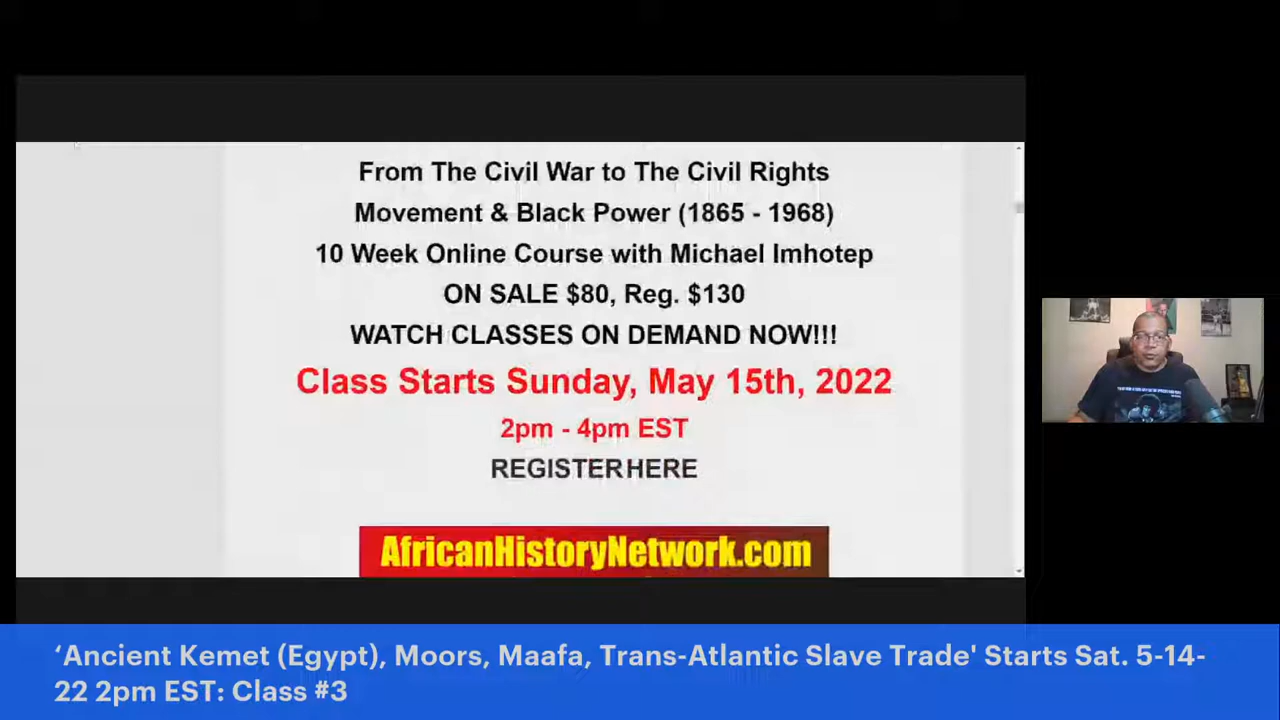 From The Civil War to The Civil Rights
Movement & Black Power (1865 - 1968)
10 Week Online Course with Michael Imhotep
ON SALE $80, Reg. $130
WATCH CLASSES ON DEMAND NOW!!!
Class Starts Sunday, May 15th, 2022
2pm - 4pm EST
REGISTER HERE
AfricanHistoryNetwork.com
‘Ancient Kemet (Egypt), Moors, Maafa, Trans-Atlantic Slave Trade' Starts Sat. 5-14-
22 2pm EST: Class #3